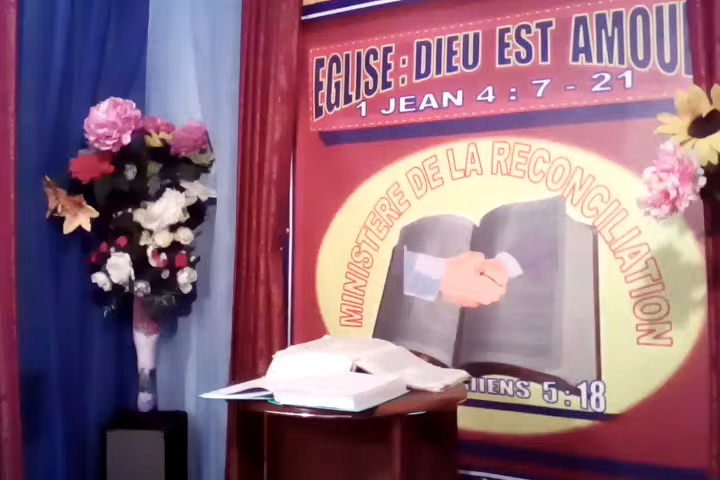 EGLISE : DIEU EST AMOU
1 JEAN 4 : 7 - 21
MINISTERE DE LA RECONCILIATION
5 : 18